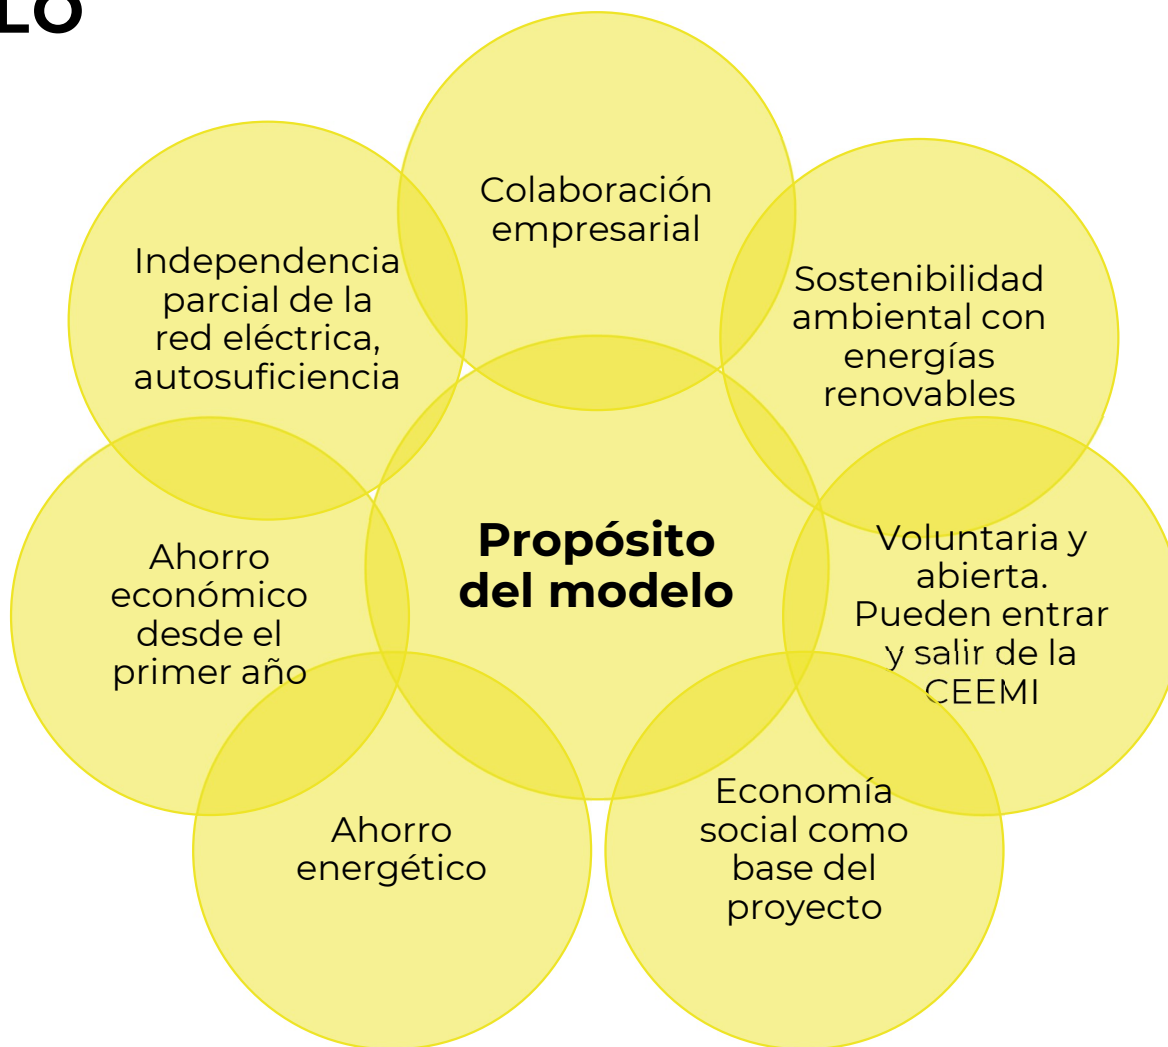 LO
Colaboración
empresarial
Independencia
parcial de la
red eléctrica,
autosuficiencia
Sostenibilidad
ambiental con
energías
renovables
Propósito
del modelo
Voluntaria y
abierta.
Pueden entrar
y salir de la
CEEMI
Ahorro
económico
desde el
primer año
Economía
social como
base del
proyecto
Ahorro
energético